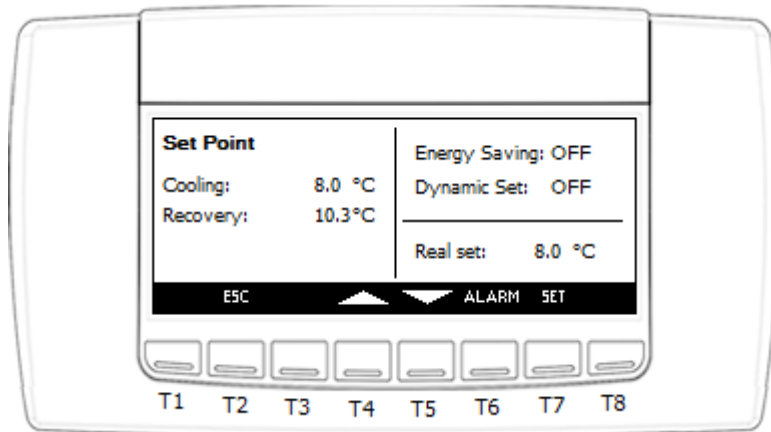 Set Point
Cooling: 8.0 °C
Recovery: 10.3°C
Energy Saving: OFF
Dynamic Set: OFF
Real set: 8.0 °C
ESC ALARM SET
T1 T2 T3 T4 T5 T6 T7 T8